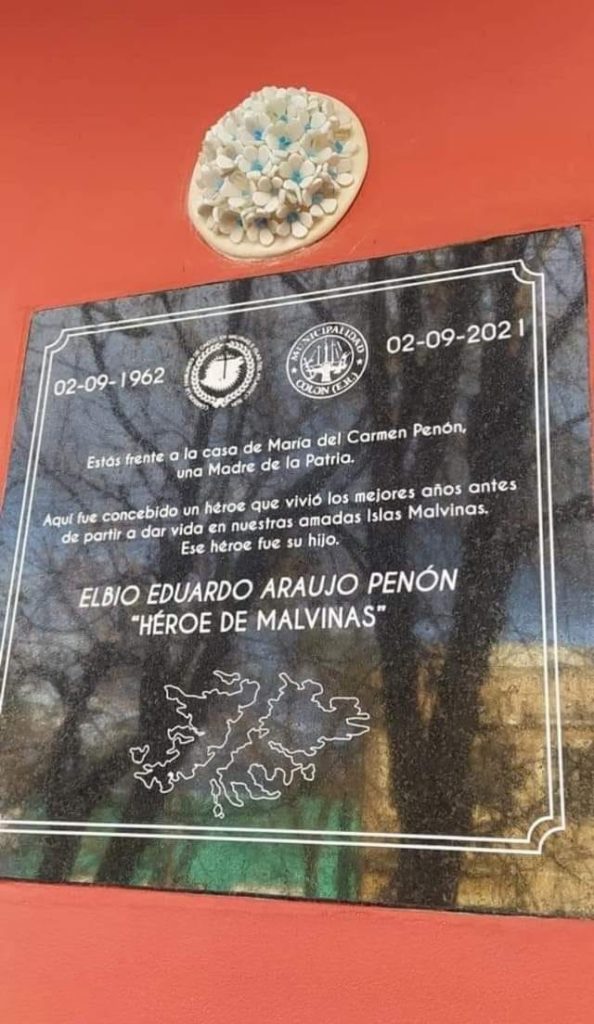 02-09-1962
MUNICIPALIDAD
COLÓN (E.R.)
02-09-2021
Estás frente a la casa de María del Carmen Penón,
una Madre de la Patria.
Aquí fue concebido un héroe que vivió los mejores años antes
de partir a dar vida en nuestras amadas Islas Malvinas.
Ese héroe fue su hijo.
ELBIO EDUARDO ARAUJO PENÓN
"HÉROE DE MALVINAS"